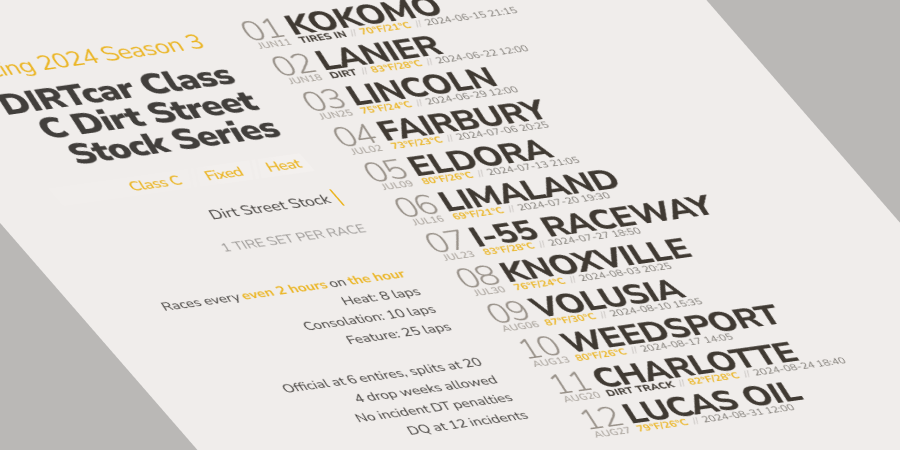 ing 2024 Season 3
DIRTcar Class
C Dirt Street
Stock Series
Class C Fixed Heat
Dirt Street Stock
1 TIRE SET PER RACE
Races every even 2 hours on the hour
Heat: 8 laps
Consolation: 10 laps
Feature: 25 laps
Official at 6 entires, splits at 20
4 drop weeks allowed
No incident DT penalties
DQ at 12 incidents
01 KOKOMO
JUN11 TIRES IN // 70°F/21°C // 2024-06-15 21:15
02 LANIER
JUN18 DIRT // 83°F/28°C // 2024-06-22 12:00
03 LINCOLN
JUN25 75°F/24°C // 2024-06-29 12:00
04 FAIRBURY
JUL02 73°F/23°C // 2024-07-06 20:25
05 ELDORA
JUL09 80°F/26°C // 2024-07-13 21:05
06 LIMALAND
JUL16 69°F/21°C // 2024-07-20 19:30
07 I-55 RACEWAY
JUL23 83°F/28°C // 2024-07-27 18:50
08 KNOXVILLE
JUL30 76°F/24°C // 2024-08-03 20:25
09 VOLUSIA
AUG06 87°F/30°C // 2024-08-10 15:35
10 WEEDSPORT
AUG13 80°F/26°C // 2024-08-17 14:05
11 CHARLOTTE
AUG20 DIRT TRACK // 82°F/28°C // 2024-08-24 18:40
12 LUCAS OIL
AUG27 79°F/26°C // 2024-08-31 12:00